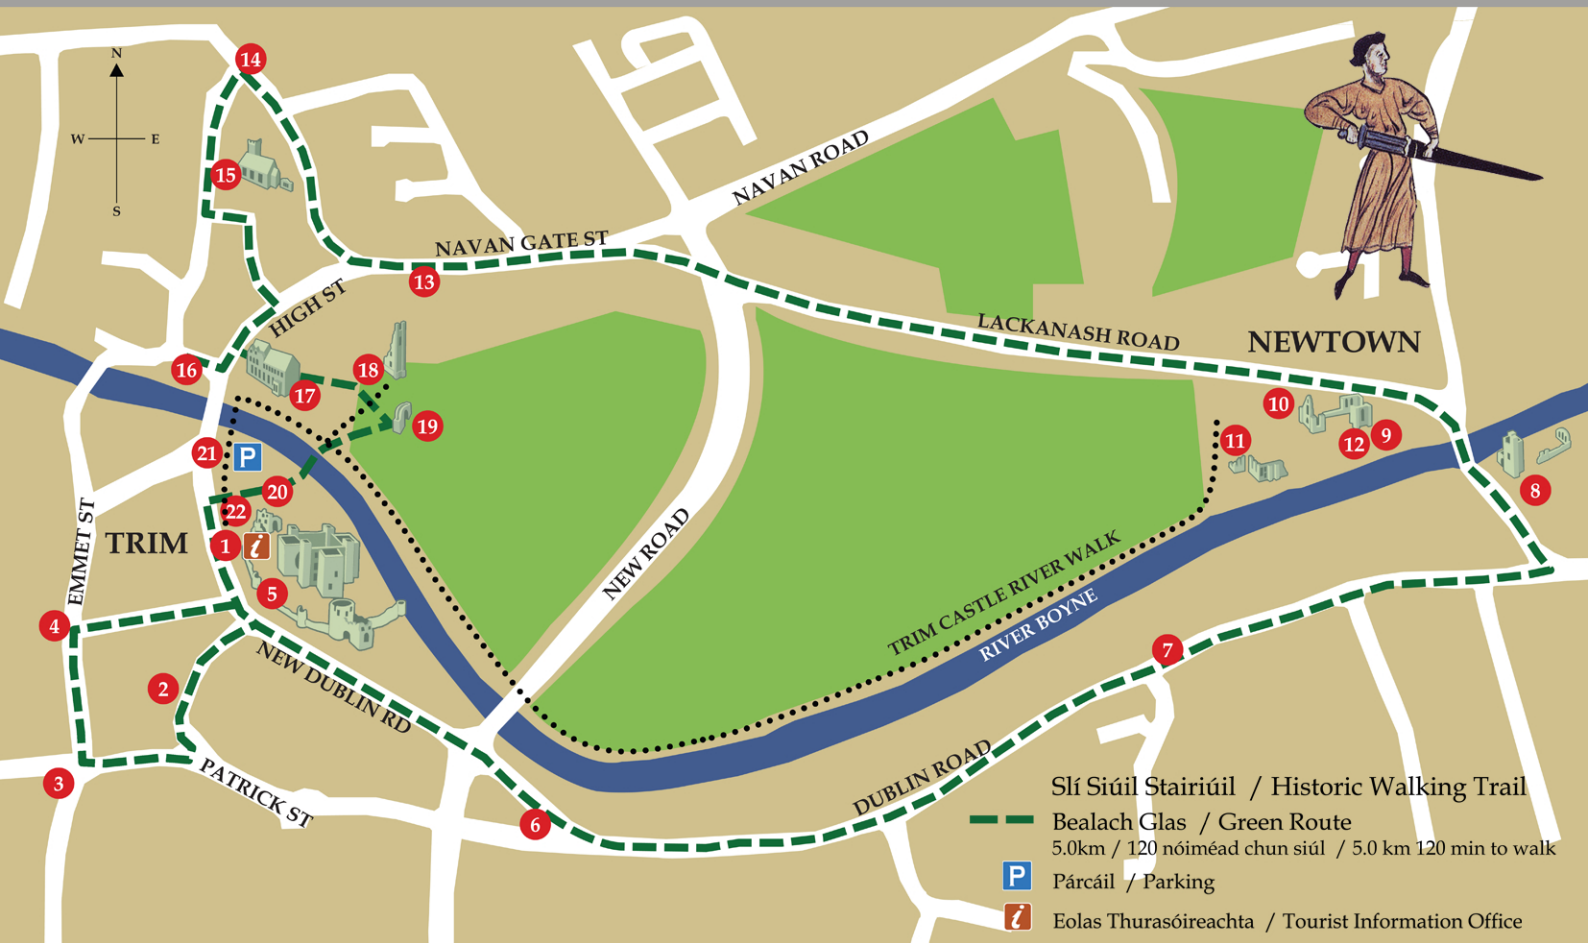 14
N
W
E
S
15
NAVAN ROAD
NAVAN GATE ST
13
HIGH ST
LACKANASH ROAD
NEWTOWN
16
18
17
10
19
11
12
9
21
P
20
22
8
EMMET ST
TRIM
1
i
NEW ROAD
TRIM CASTLE RIVER WALK
RIVER BOYNE
5
4
7
2
NEW DUBLIN RD
3
PATRICK ST
6
DUBLIN ROAD
Slí Siúil Stairiúil / Historic Walking Trail
Bealach Glas / Green Route
5.0km / 120 nóiméad chun siúl / 5.0 km 120 min to walk
P Párcáil / Parking
i Eolas Thurasóireachta / Tourist Information Office